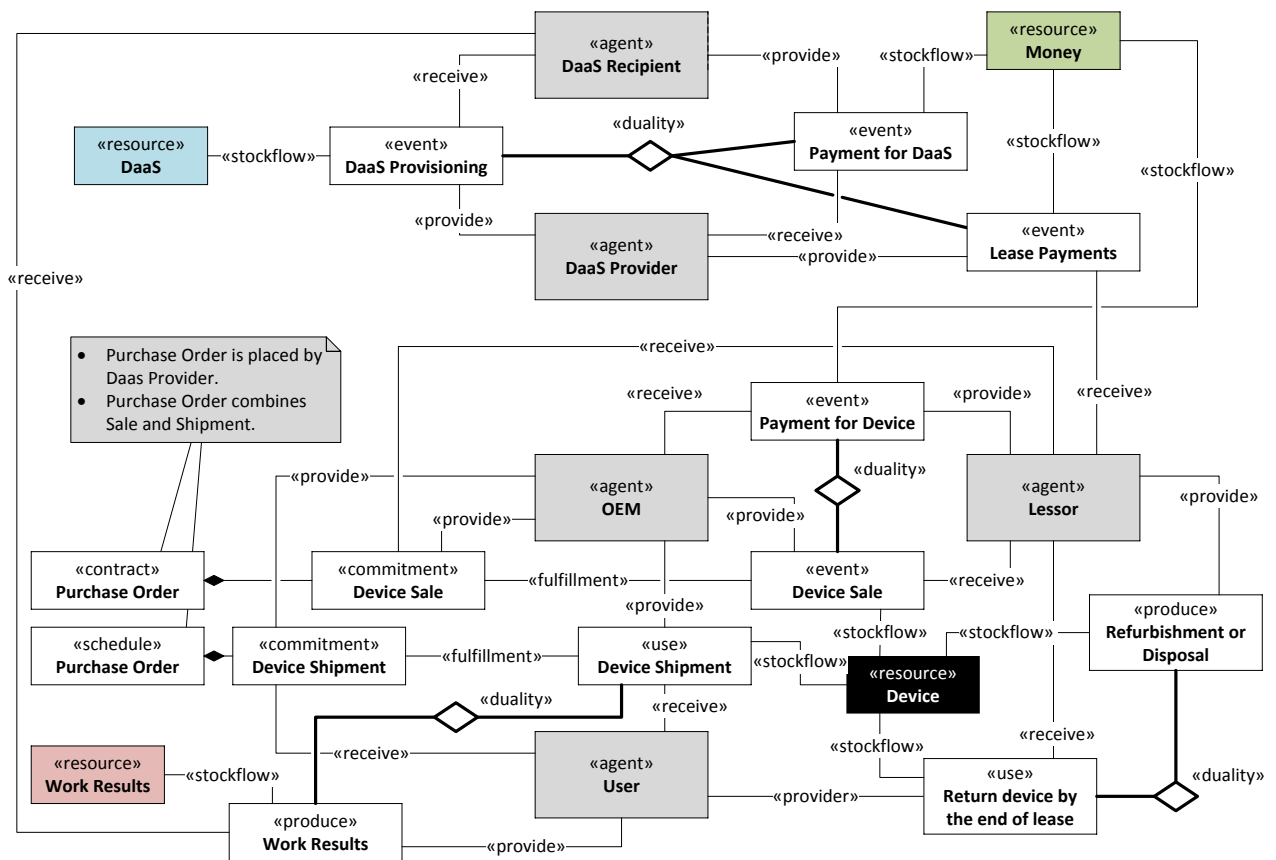 «agent»
DaaS Recipient
«resource»
Money
«provide»
«stockflow»
«receive»
«duality»
«resource»
DaaS
«stockflow»
«event»
DaaS Provisioning
«event»
Payment for DaaS
«stockflow»
«stockflow»
«provide»
«agent»
DaaS Provider
«receive»
«provide»
«event»
Lease Payments
«receive»
• Purchase Order is placed by
Daas Provider.
• Purchase Order combines
Sale and Shipment.
«receive»
«receive»
«event»
Payment for Device
«provide»
«receive»
«provide»
«agent»
OEM
«duality»
«agent»
Lessor
«provide»
«provide»
«provide»
«contract»
Purchase Order
«commitment»
Device Sale
«fulfillment»
«event»
Device Sale
«receive»
«provide»
«schedule»
Purchase Order
«commitment»
Device Shipment
«fulfillment»
«use»
Device Shipment
«stockflow»
«stockflow»
«stockflow»
«produce»
Refurbishment or
Disposal
«resource»
Device
«duality»
«receive»
«resource»
Work Results
«stockflow»
«receive»
«agent»
User
«stockflow»
«receive»
«use»
Return device by
the end of lease
«duality»
«provider»
«produce»
Work Results
«provide»